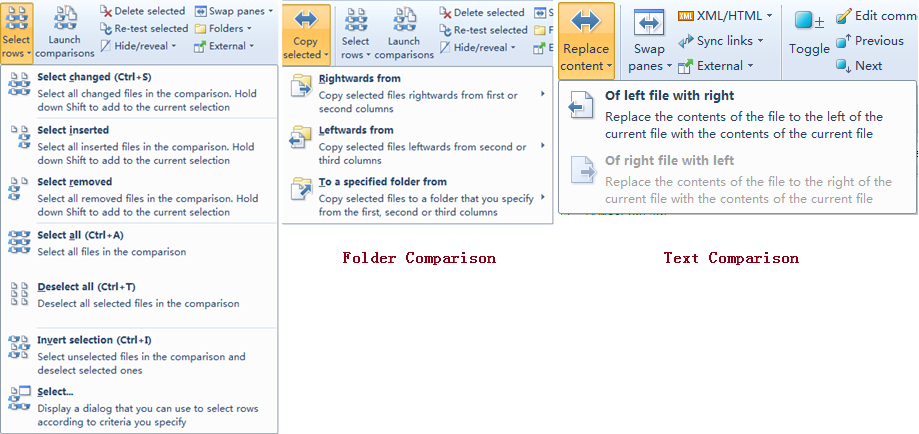 Select
rows
Launch
comparisons
Delete selected
Re-test selected
Hide/reveal
Swap panes
Folders
External
Select changed (Ctrl+S)
Select all changed files in the comparison. Hold
down Shift to add to the current selection
Select inserted
Select all inserted files in the comparison. Hold
down Shift to add to the current selection
Select removed
Select all removed files in the comparison. Hold
down Shift to add to the current selection
Select all (Ctrl+A)
Select all files in the comparison
Deselect all (Ctrl+T)
Deselect all selected files in the comparison
Invert selection (Ctrl+I)
Select unselected files in the comparison and
deselect selected ones
Select...
Display a dialog that you can use to select rows
according to criteria you specify
Copy
selected
Select
rows
Launch
comparisons
Delete selected
Re-test selected
Hide/reveal
Sw
F
E
Rightwards from
Copy selected files rightwards from first or
second columns
Leftwards from
Copy selected files leftwards from second or
third columns
To a specified folder from
Copy selected files to a folder that you specify
from the first, second or third columns
Folder Comparison
Replace
content
Swap
panes
XML/HTML
Sync links
External
Toggle
Edit comm
Previous
Next
Of left file with right
Replace the contents of the file to the left of the
current file with the contents of the current file
Of right file with left
Replace the contents of the file to the right of the
current file with the contents of the current file
Text Comparison